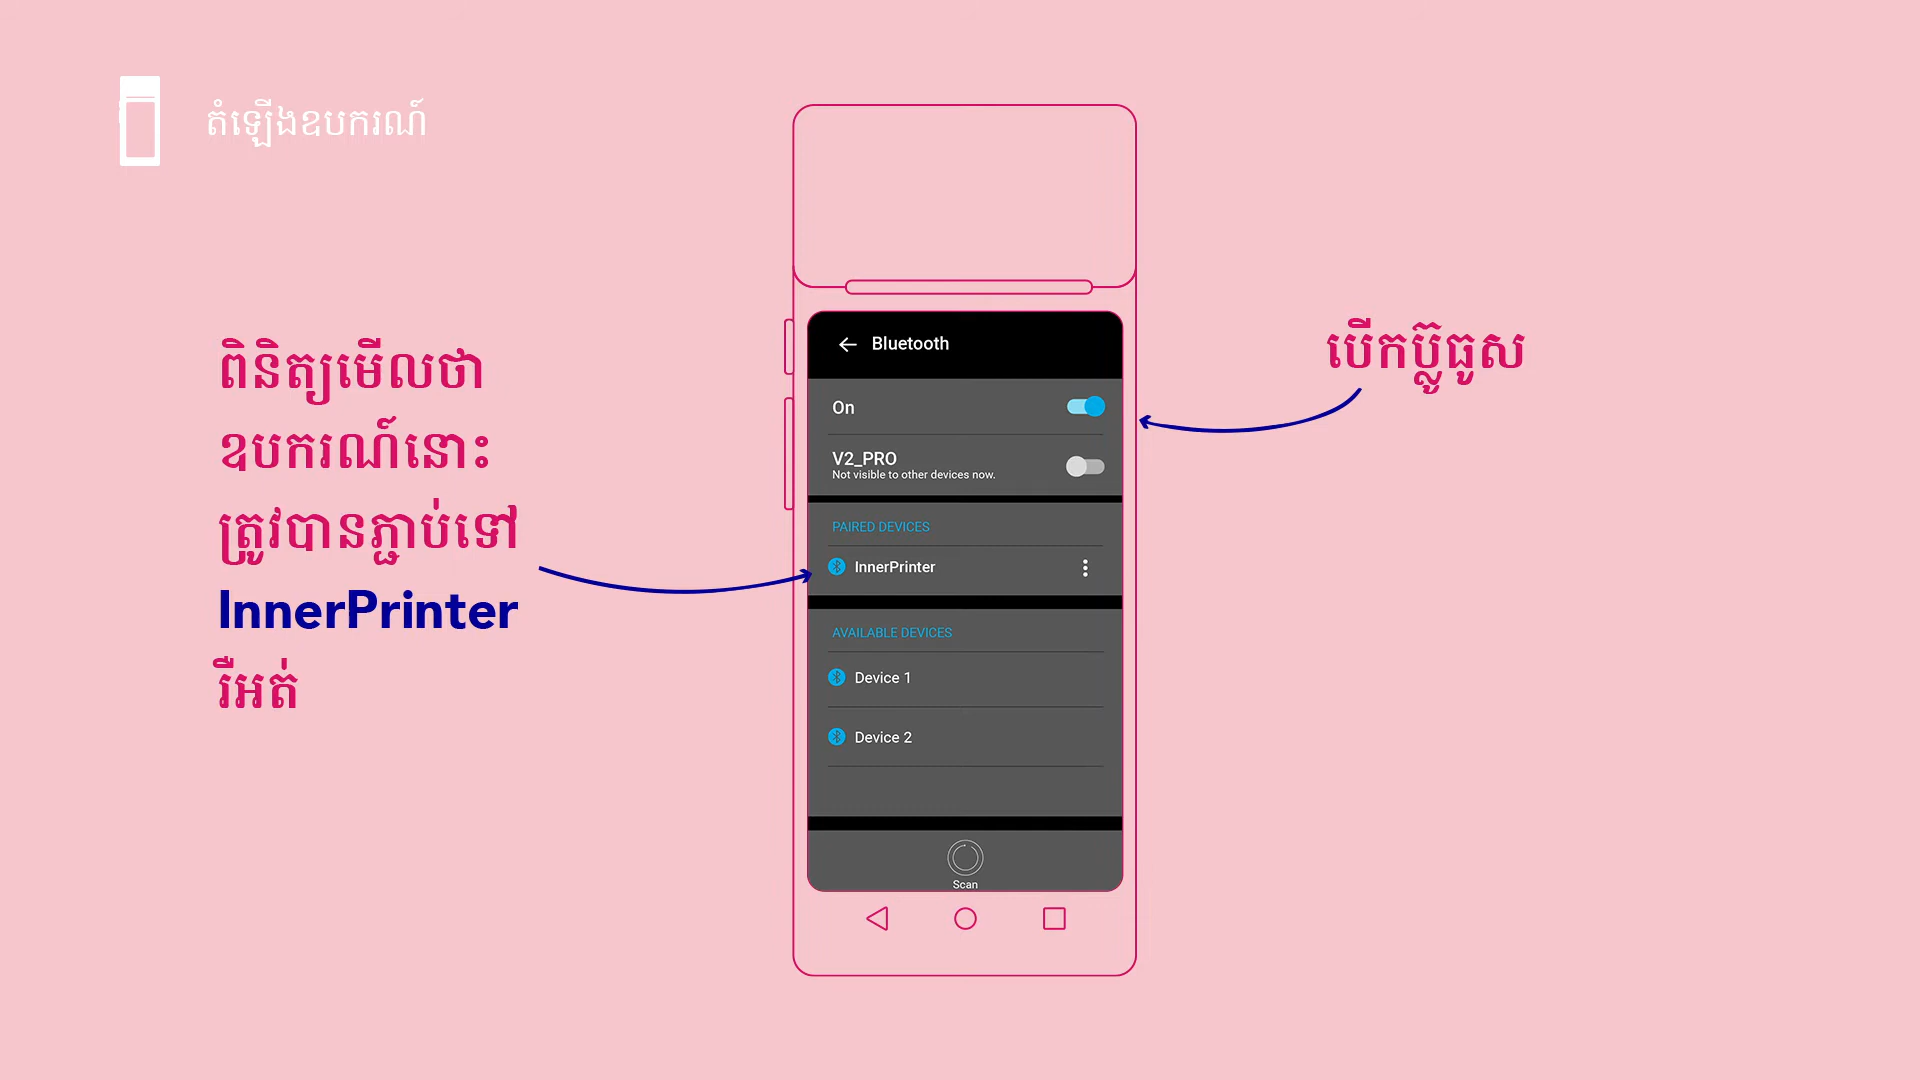 តំឡើងឧបករណ៍
ពិនិត្យមើលថា
ឧបករណ៍នោះ
ត្រូវបានភ្ជាប់ទៅ
InnerPrinter
រឺអត់
Bluetooth
On
V2_PRO
Not visible to other devices now.
PAIRED DEVICES
InnerPrinter
AVAILABLE DEVICES
Device 1
Device 2
Scan
បើកប៊្លូធូស